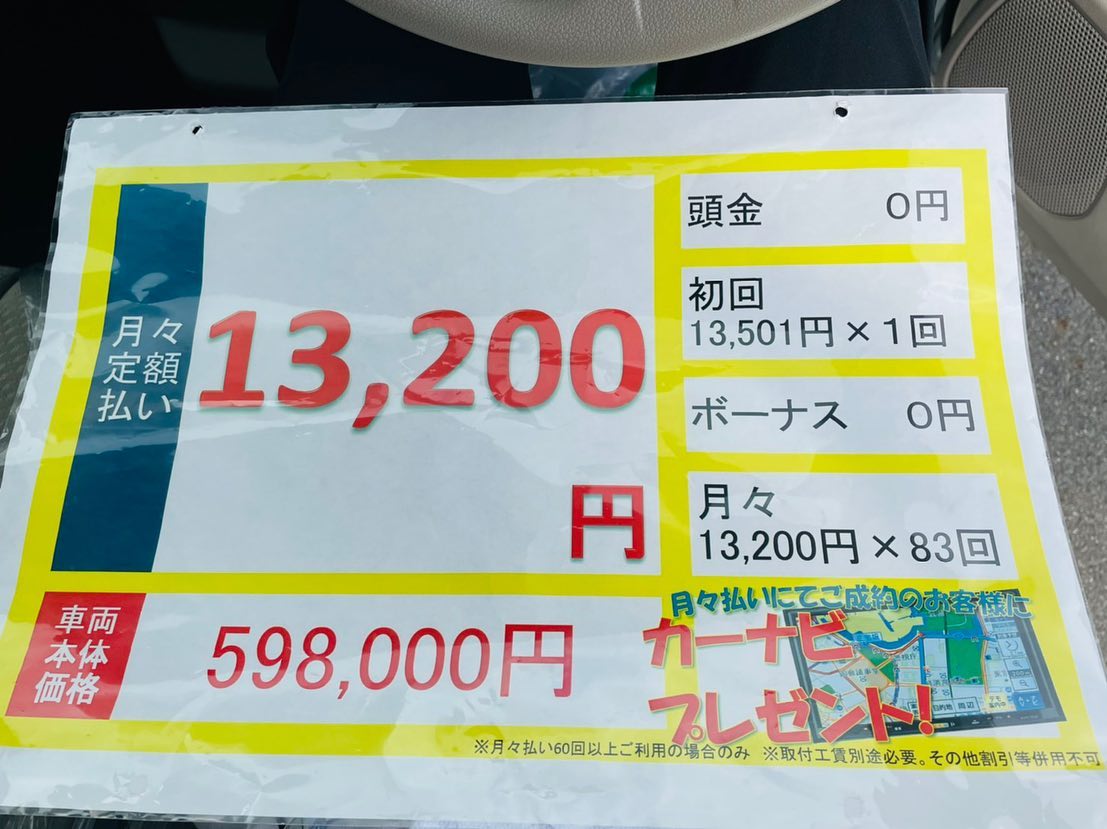 月々
定額
払い
13,200
円
頭金 0円
初回
13,501円×1回
ボーナス 0円
月々
13,200円×83回
車両
本体
価格
598,000円
月々払いにてご成約のお客様に
カーナビ
プレゼント!
※月々払い60回以上ご利用の場合のみ ※取付工賃別途必要。その他割引等併用不可